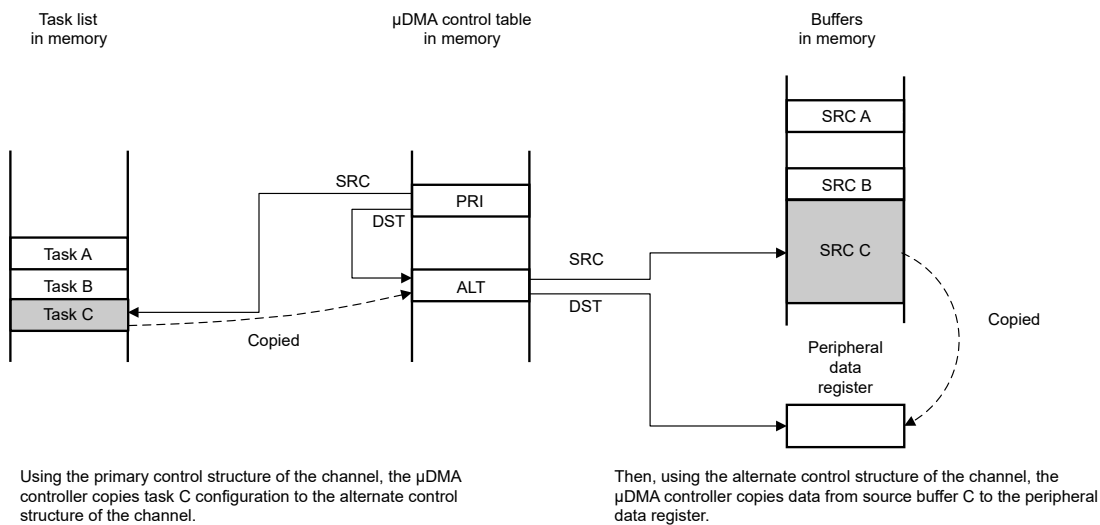 Task list
in memory
µDMA control table
in memory
Buffers
in memory
SRC A
SRC B
SRC C
SRC
PRI
DST
Task A
Task B
Task C
ALT
SRC
DST
Copied
Copied
Peripheral
data
register
Using the primary control structure of the channel, the µDMA
controller copies task C configuration to the alternate control
structure of the channel.
Then, using the alternate control structure of the channel, the
µDMA controller copies data from source buffer C to the peripheral
data register.